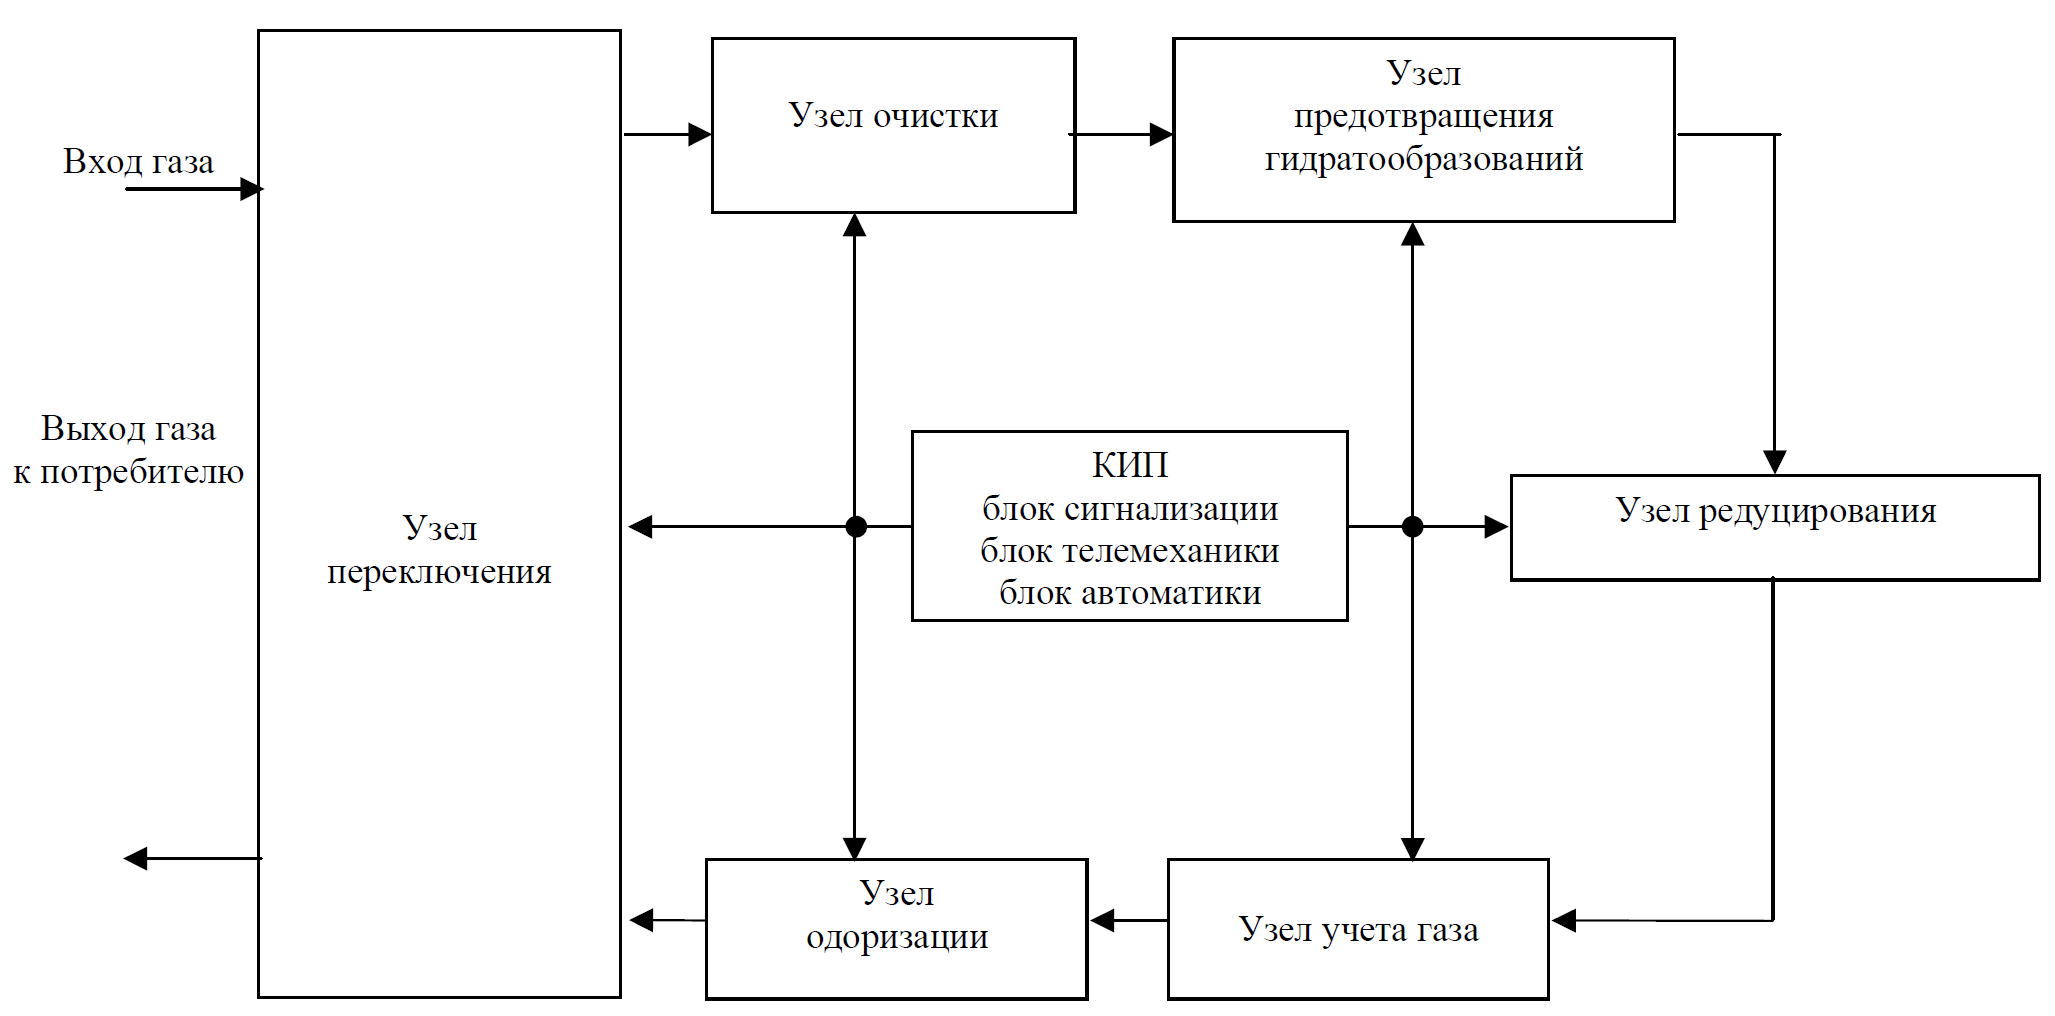 Вход газа
Выход газа
к потребителю
Узел
переключения
Узел очистки
Узел
предотвращения
гидратообразований
КИП
блок сигнализации
блок телемеханики
блок автоматики
Узел редуцирования
Узел
одоризации
Узел учета газа